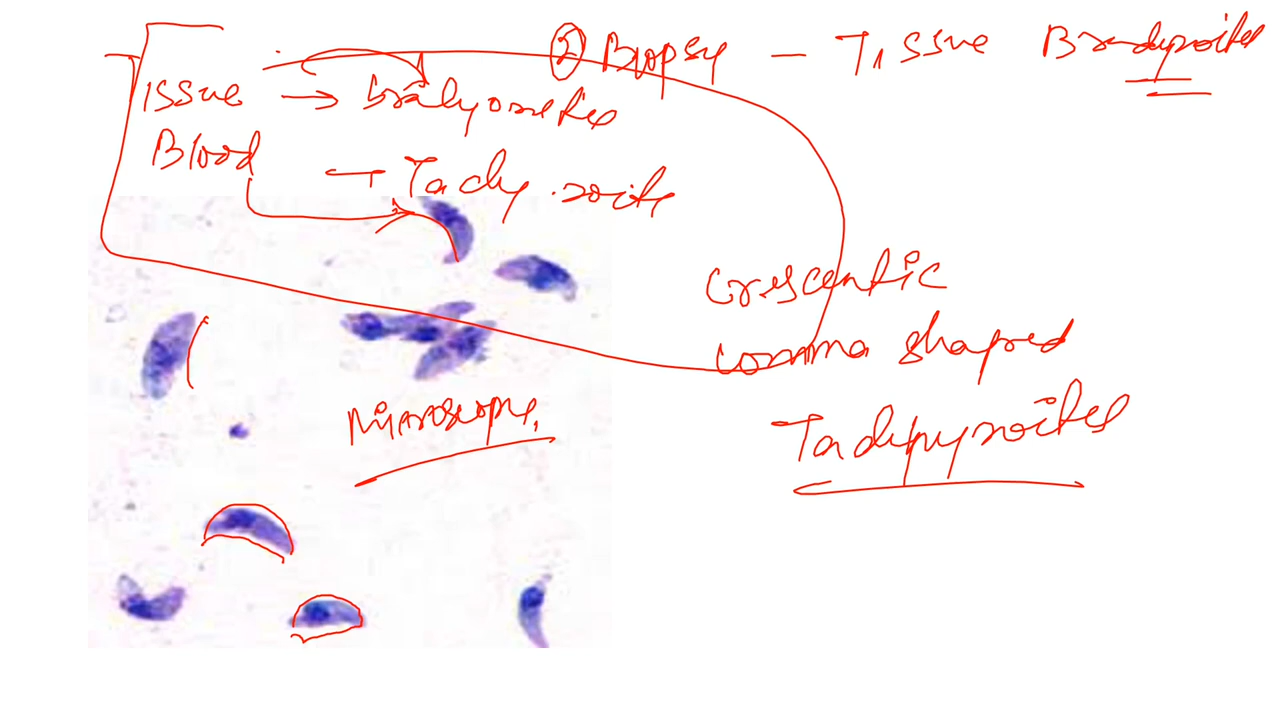 ② Biopsy — Tissue Bradyzoites
Tissue → bradyzoites
Blood → Tachyzoite
crescentic
comma shaped
Microscope.
Tachyzoites